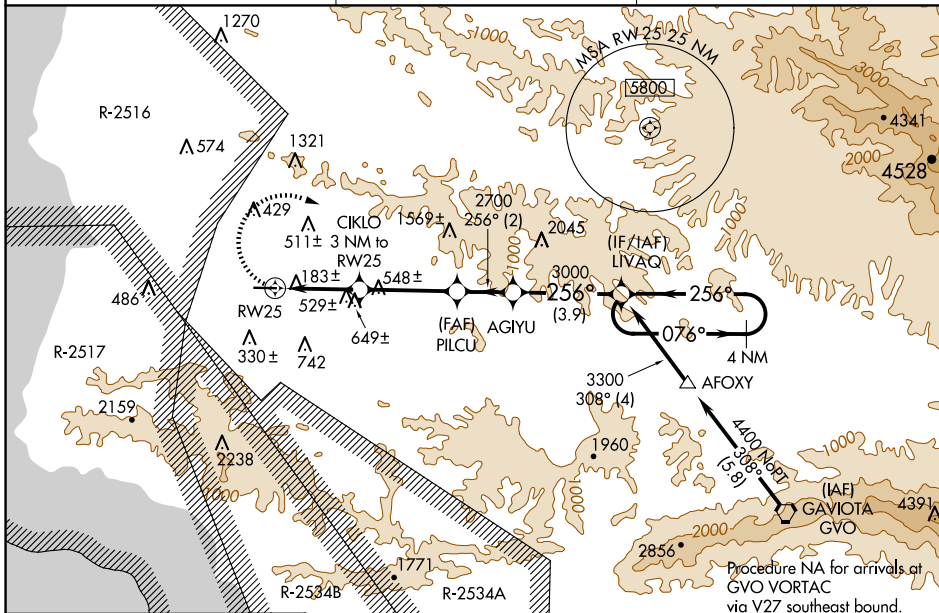 1270
1000
MSA RW25 25 NM
3000
5800
R-2516
4341
574
1321
2000
4528
429
2700
256° (2)
CIKLO
3 NM to
RW25
1569±
1000
2045
1000
511±
(IF/IAF)
LIVAQ
183±
548±
3000
256°
(3.9)
256°
486
RW25
529±
649±
(FAF)
PILCU
AGIYU
076°
4 NM
R-2517
330±
742
3300
308° (4)
AFOXY
2159
4400 NoPT
308°
(5.8)
2238
1960
1000
1000
1000
(IAF)
GAVIOTA
GVO
4391
2000
2856
1771
R-2534B
R-2534A
Procedure NA for arrivals at
GVO VORTAC
via V27 southeast bound.